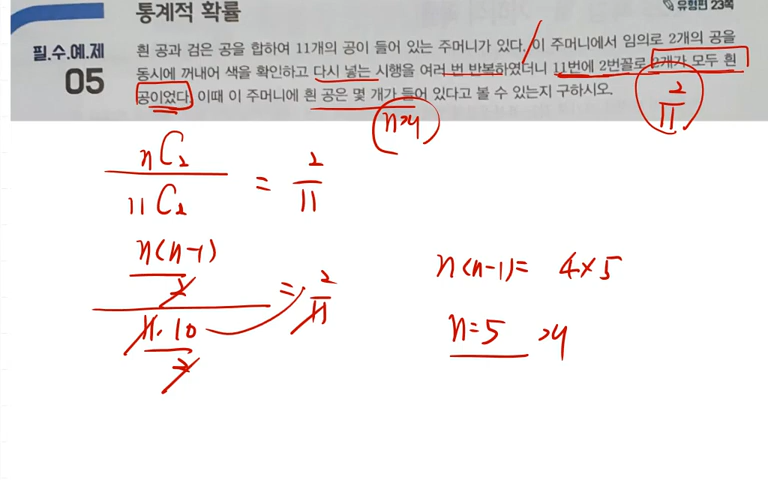 통계적 확률
유형편 23쪽
필.수.예.제
05
흰 공과 검은 공을 합하여 11개의 공이 들어 있는 주머니가 있다. 이 주머니에서 임의로 2개의 공을
동시에 꺼내어 색을 확인하고 다시 넣는 시행을 여러 번 반복하였더니 11번에 2번꼴로 2개가 모두 흰
공이었다. 이때 이 주머니에 흰 공은 몇 개가 들어 있다고 볼 수 있는지 구하시오.
n개
2/11
nC2 / 11C2 = 2/11
n(n-1)/2 / 11·10/2 = 2/11
n(n-1) = 4×5
n=5 개